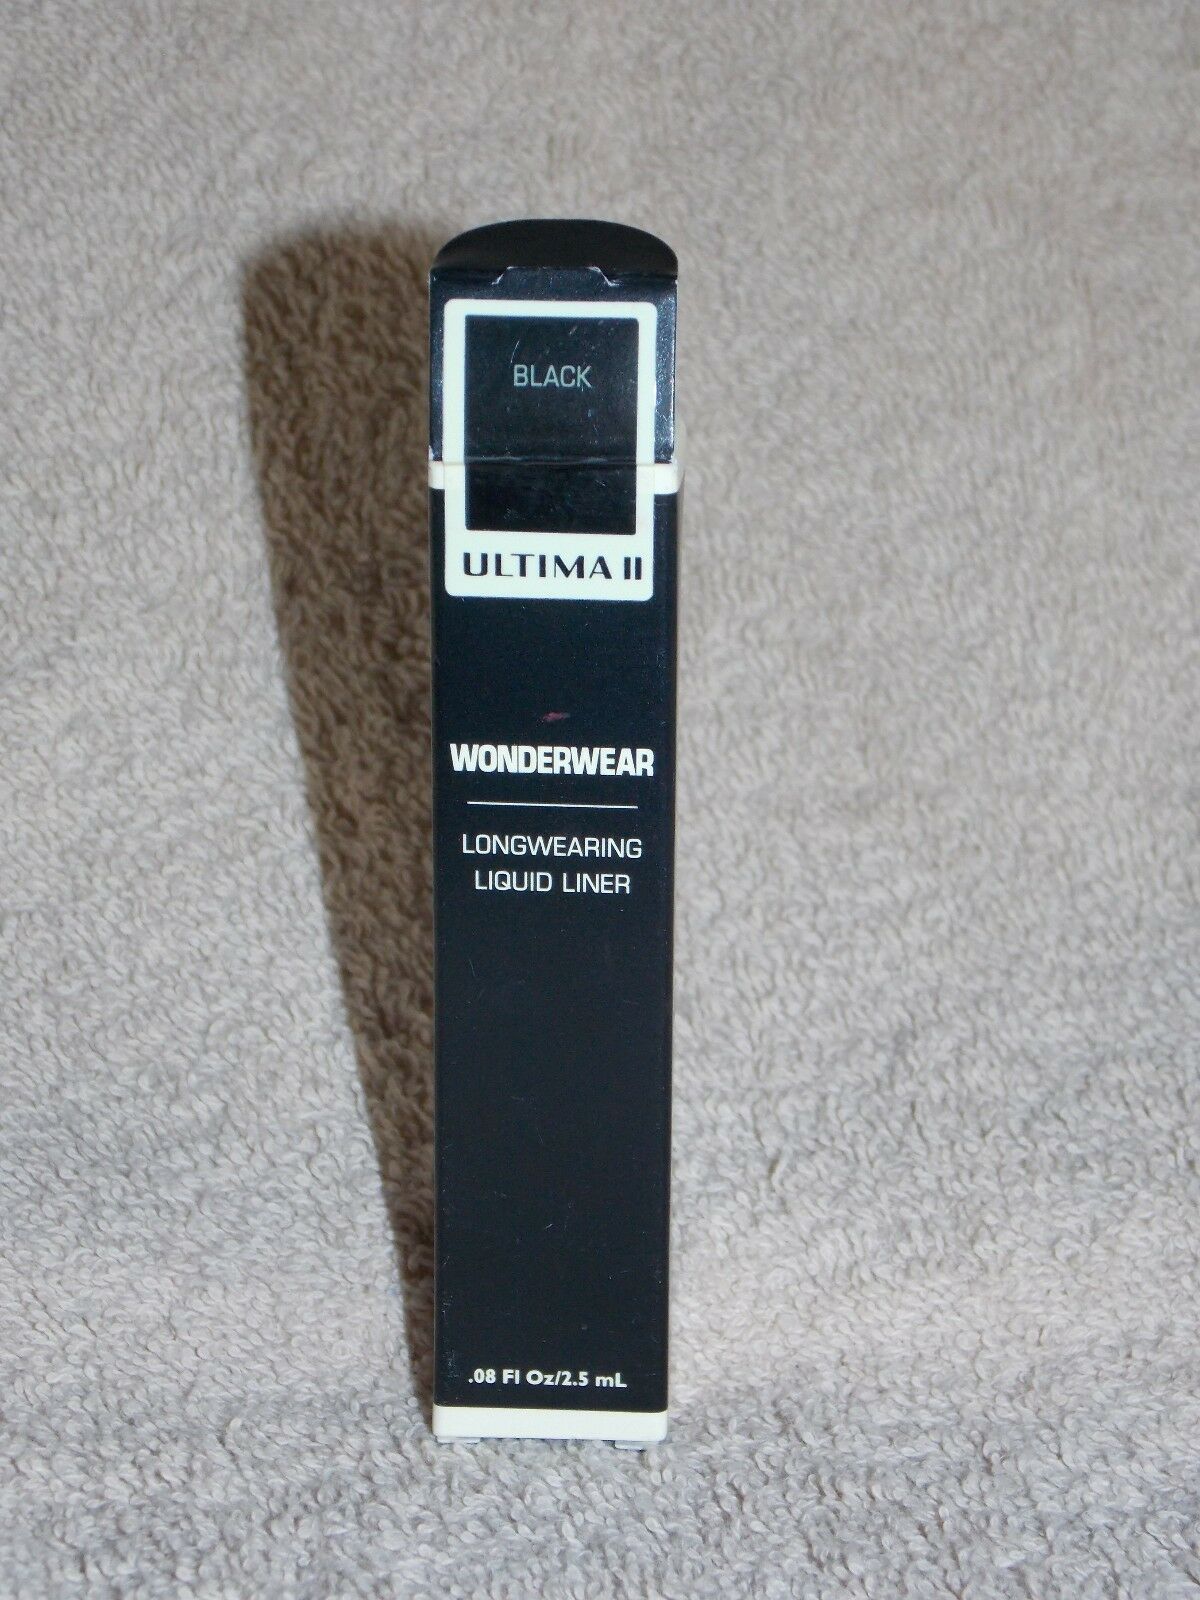 BLACK
ULTIMA II
WONDERWEAR
LONGWEARING
LIQUID LINER
.08 Fl Oz/2.5 mL